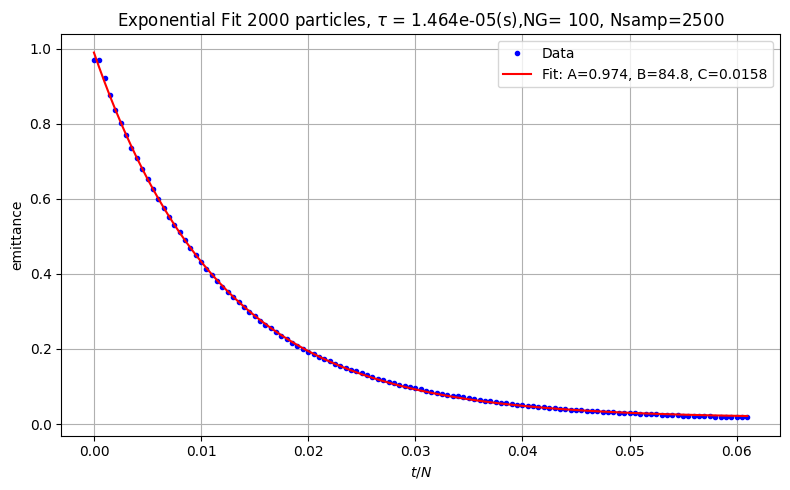 Exponential Fit 2000 particles, τ = 1.464e-05(s),NG= 100, Nsamp=2500
Data
Fit: A=0.974, B=84.8, C=0.0158
emittance
1.0
0.8
0.6
0.4
0.2
0.0
0.00 0.01 0.02 0.03 0.04 0.05 0.06
t/N